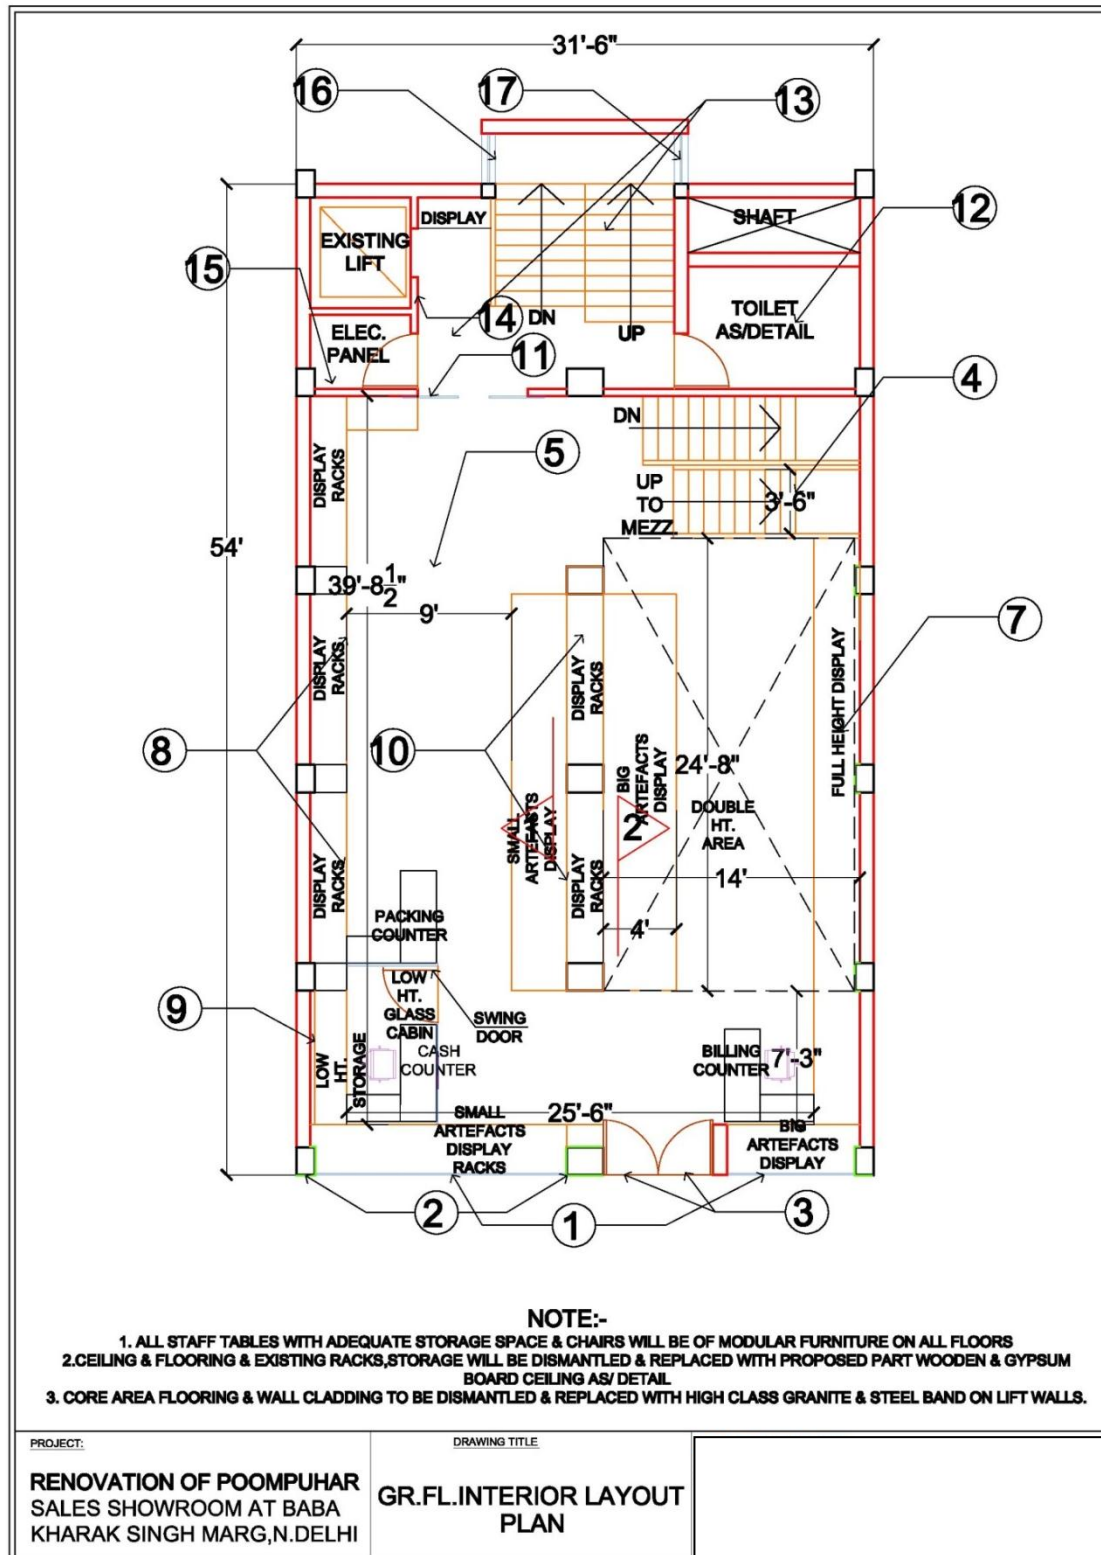 31'-6"
16
17
13
DISPLAY
SHAFT
12
EXISTING
LIFT
15
14
TOILET
AS/DETAIL
DN
UP
ELEC.
PANEL
11
4
DN
DISPLAY
RACKS
5
UP
TO
MEZZ.
3'-6"
54'
39'-8 1/2"
9'
7
DISPLAY
RACKS
DISPLAY
RACKS
FULL HEIGHT DISPLAY
8
10
BIG
ARTEFACTS
DISPLAY
24'-8"
SMALL
ARTEFACTS
DISPLAY
2
DOUBLE
HT.
AREA
DISPLAY
RACKS
DISPLAY
RACKS
14'
PACKING
COUNTER
4'
LOW
HT.
GLASS
CABIN
9
SWING
DOOR
LOW
HT.
STORAGE
CASH
COUNTER
BILLING
COUNTER
7'-3"
25'-6"
SMALL
ARTEFACTS
DISPLAY
RACKS
BIG
ARTEFACTS
DISPLAY
2
1
3
NOTE:-
1. ALL STAFF TABLES WITH ADEQUATE STORAGE SPACE & CHAIRS WILL BE OF MODULAR FURNITURE ON ALL FLOORS
2.CEILING & FLOORING & EXISTING RACKS,STORAGE WILL BE DISMANTLED & REPLACED WITH PROPOSED PART WOODEN & GYPSUM
BOARD CEILING AS/ DETAIL
3. CORE AREA FLOORING & WALL CLADDING TO BE DISMANTLED & REPLACED WITH HIGH CLASS GRANITE & STEEL BAND ON LIFT WALLS.
PROJECT:
RENOVATION OF POOMPUHAR
SALES SHOWROOM AT BABA
KHARAK SINGH MARG,N.DELHI
DRAWING TITLE
GR.FL.INTERIOR LAYOUT
PLAN